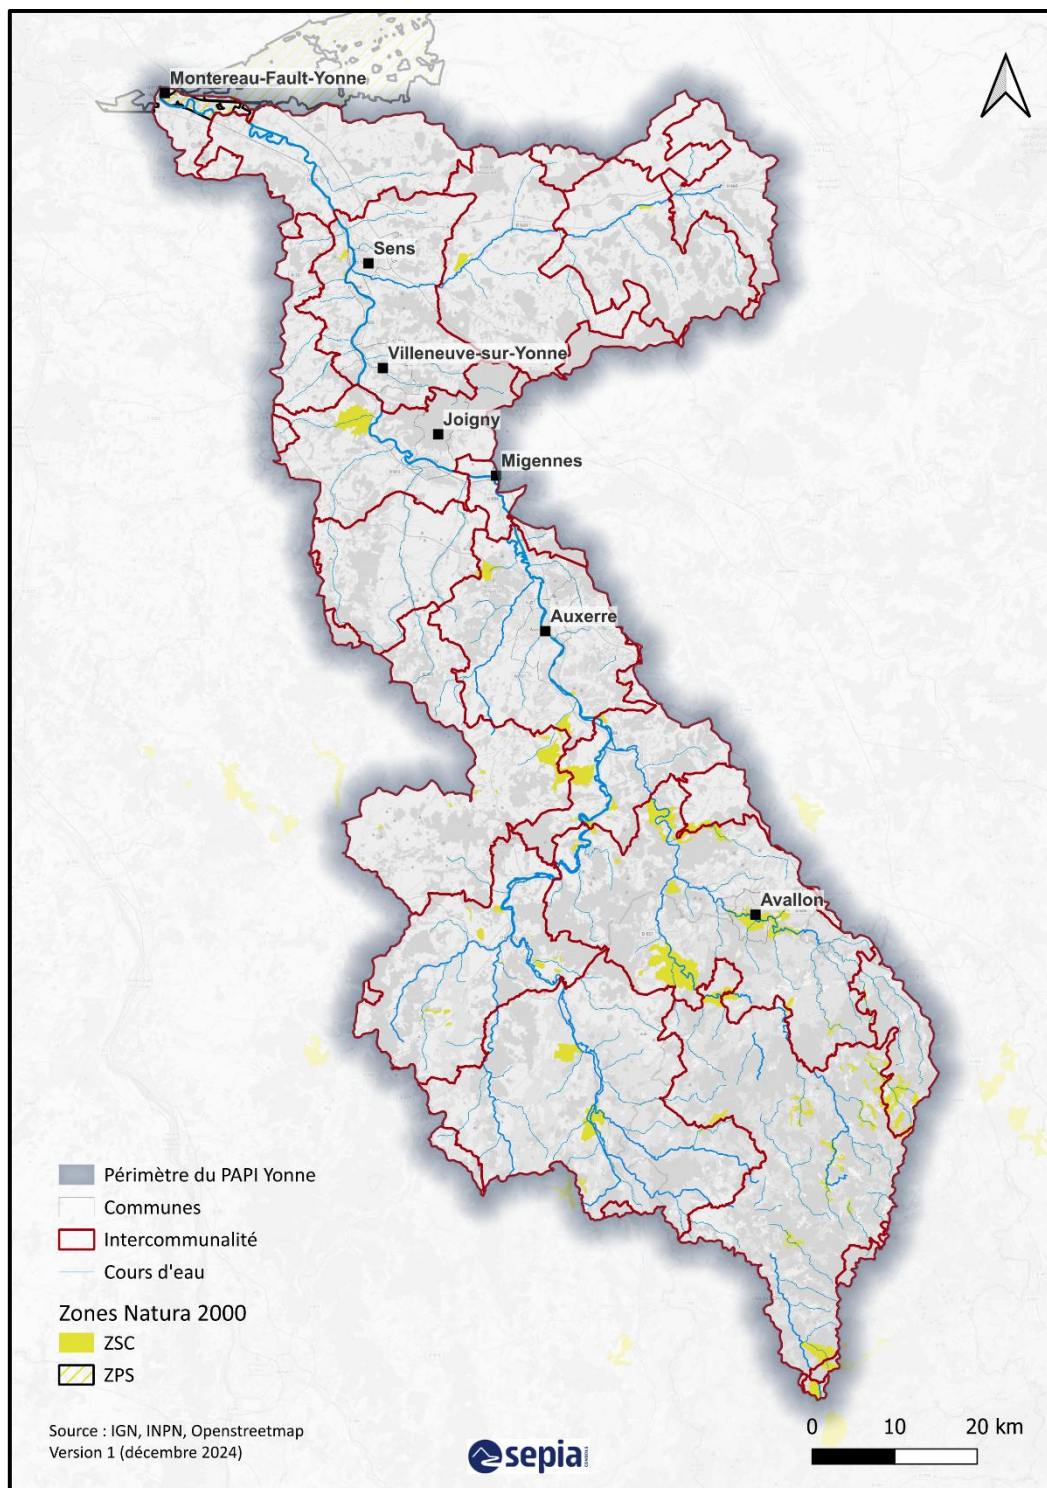 Montereau-Fault-Yonne
Sens
Villeneuve-sur-Yonne
Joigny
Migennes
Auxerre
Avallon
Périmètre du PAPI Yonne
Communes
Intercommunalité
Cours d'eau
Zones Natura 2000
ZSC
ZPS
Source : IGN, INPN, Openstreetmap
Version 1 (décembre 2024)
sepia
CONSEILS
0 10 20 km